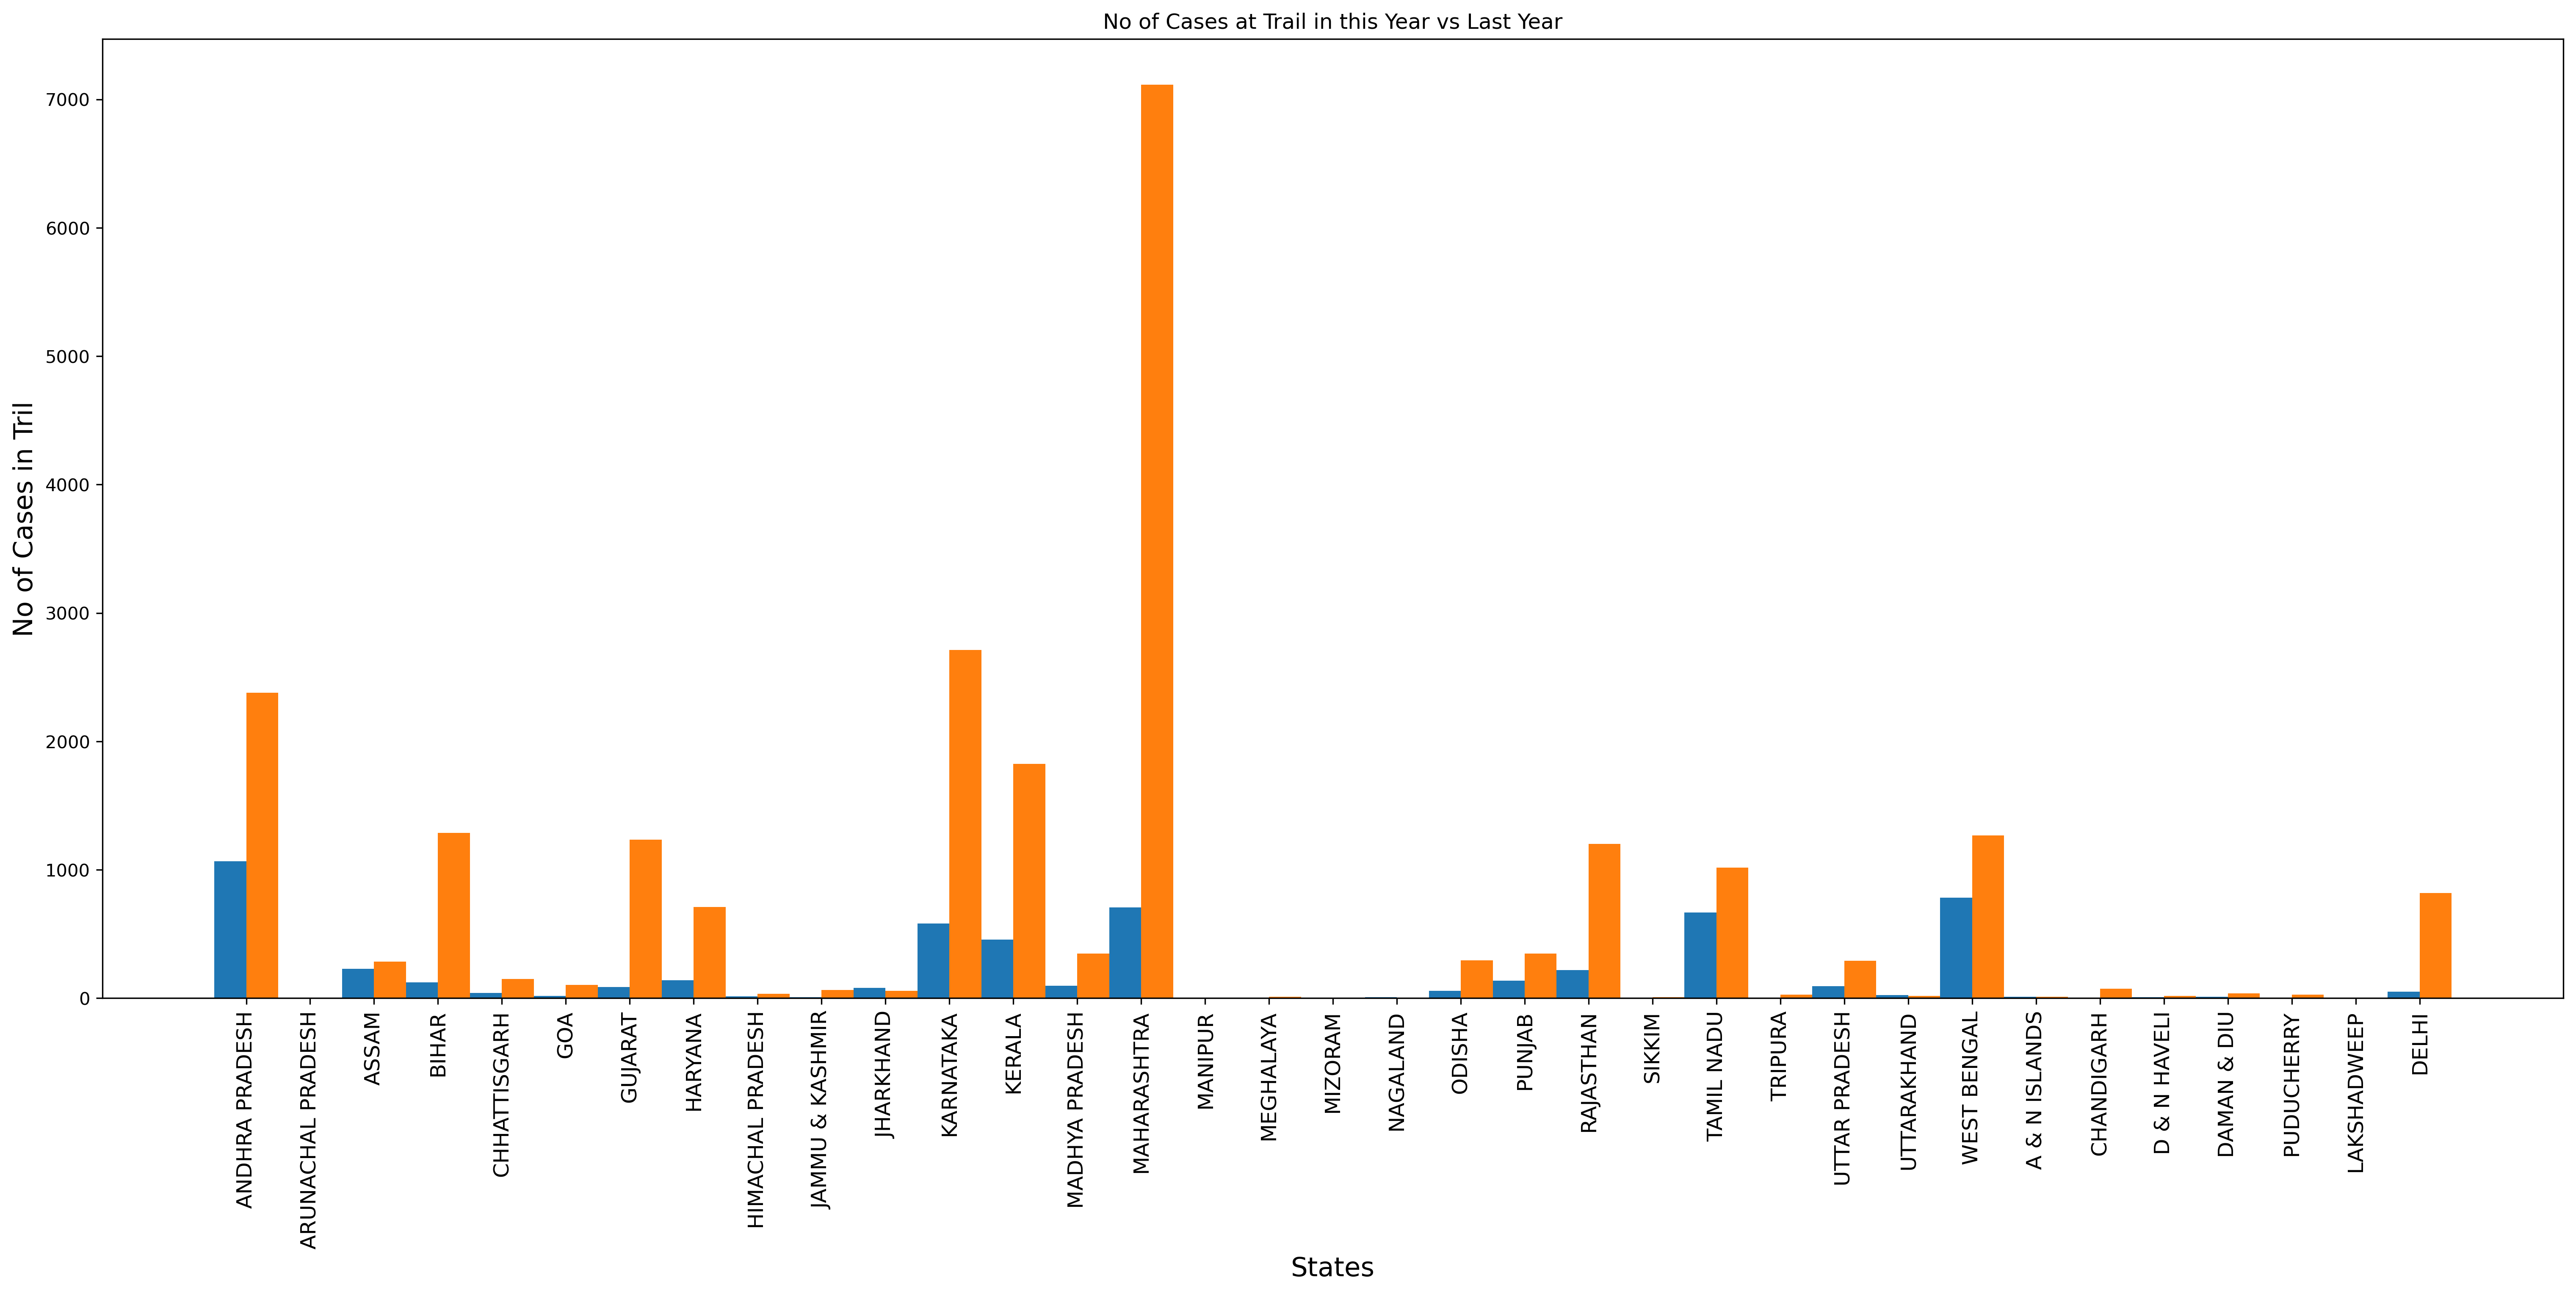 No of Cases at Trail in this Year vs Last Year
No of Cases in Tril
7000
6000
5000
4000
3000
2000
1000
0
ANDHRA PRADESH
ARUNACHAL PRADESH
ASSAM
BIHAR
CHHATTISGARH
GOA
GUJARAT
HARYANA
HIMACHAL PRADESH
JAMMU & KASHMIR
JHARKHAND
KARNATAKA
KERALA
MADHYA PRADESH
MAHARASHTRA
MANIPUR
MEGHALAYA
MIZORAM
NAGALAND
ODISHA
PUNJAB
RAJASTHAN
SIKKIM
TAMIL NADU
TRIPURA
UTTAR PRADESH
UTTARAKHAND
WEST BENGAL
A & N ISLANDS
CHANDIGARH
D & N HAVELI
DAMAN & DIU
PUDUCHERRY
LAKSHADWEEP
DELHI
States